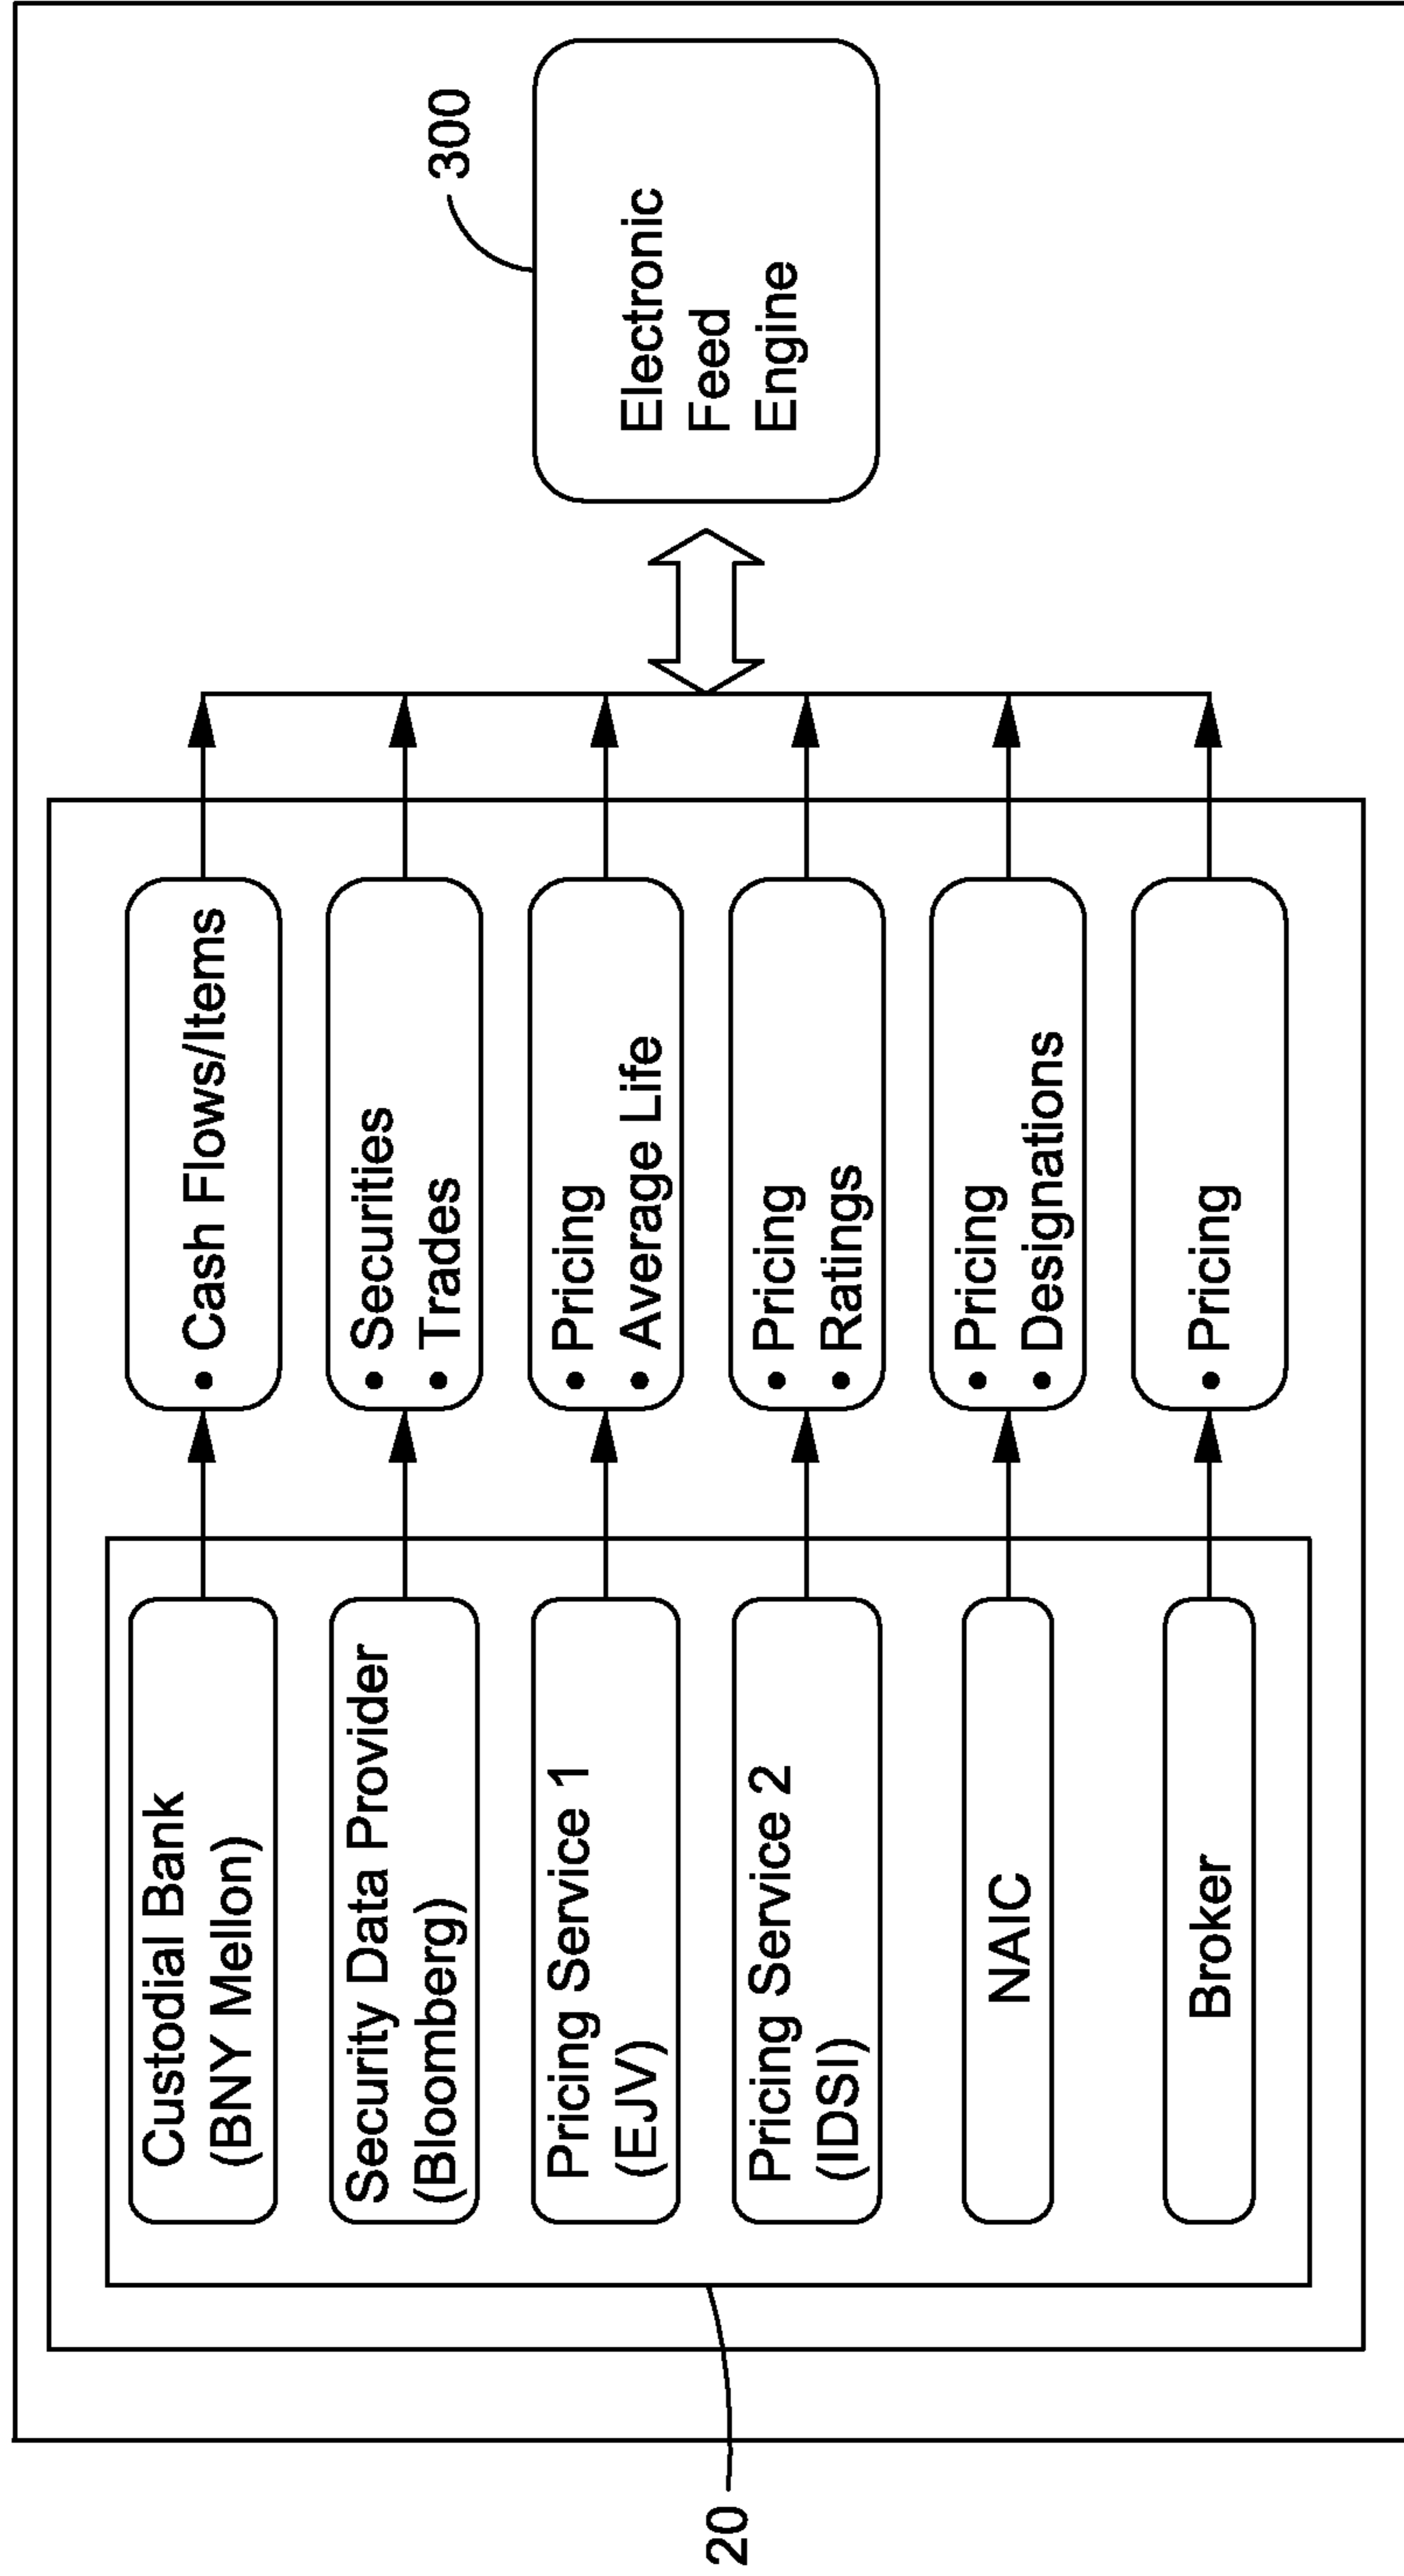 Custodial Bank
(BNY Mellon)
• Cash Flows/Items
Security Data Provider
(Bloomberg)
• Securities
• Trades
Pricing Service 1
(EJV)
• Pricing
• Average Life
Pricing Service 2
(IDSI)
• Pricing
• Ratings
NAIC
• Pricing
• Designations
Broker
• Pricing
20
300
Electronic
Feed
Engine